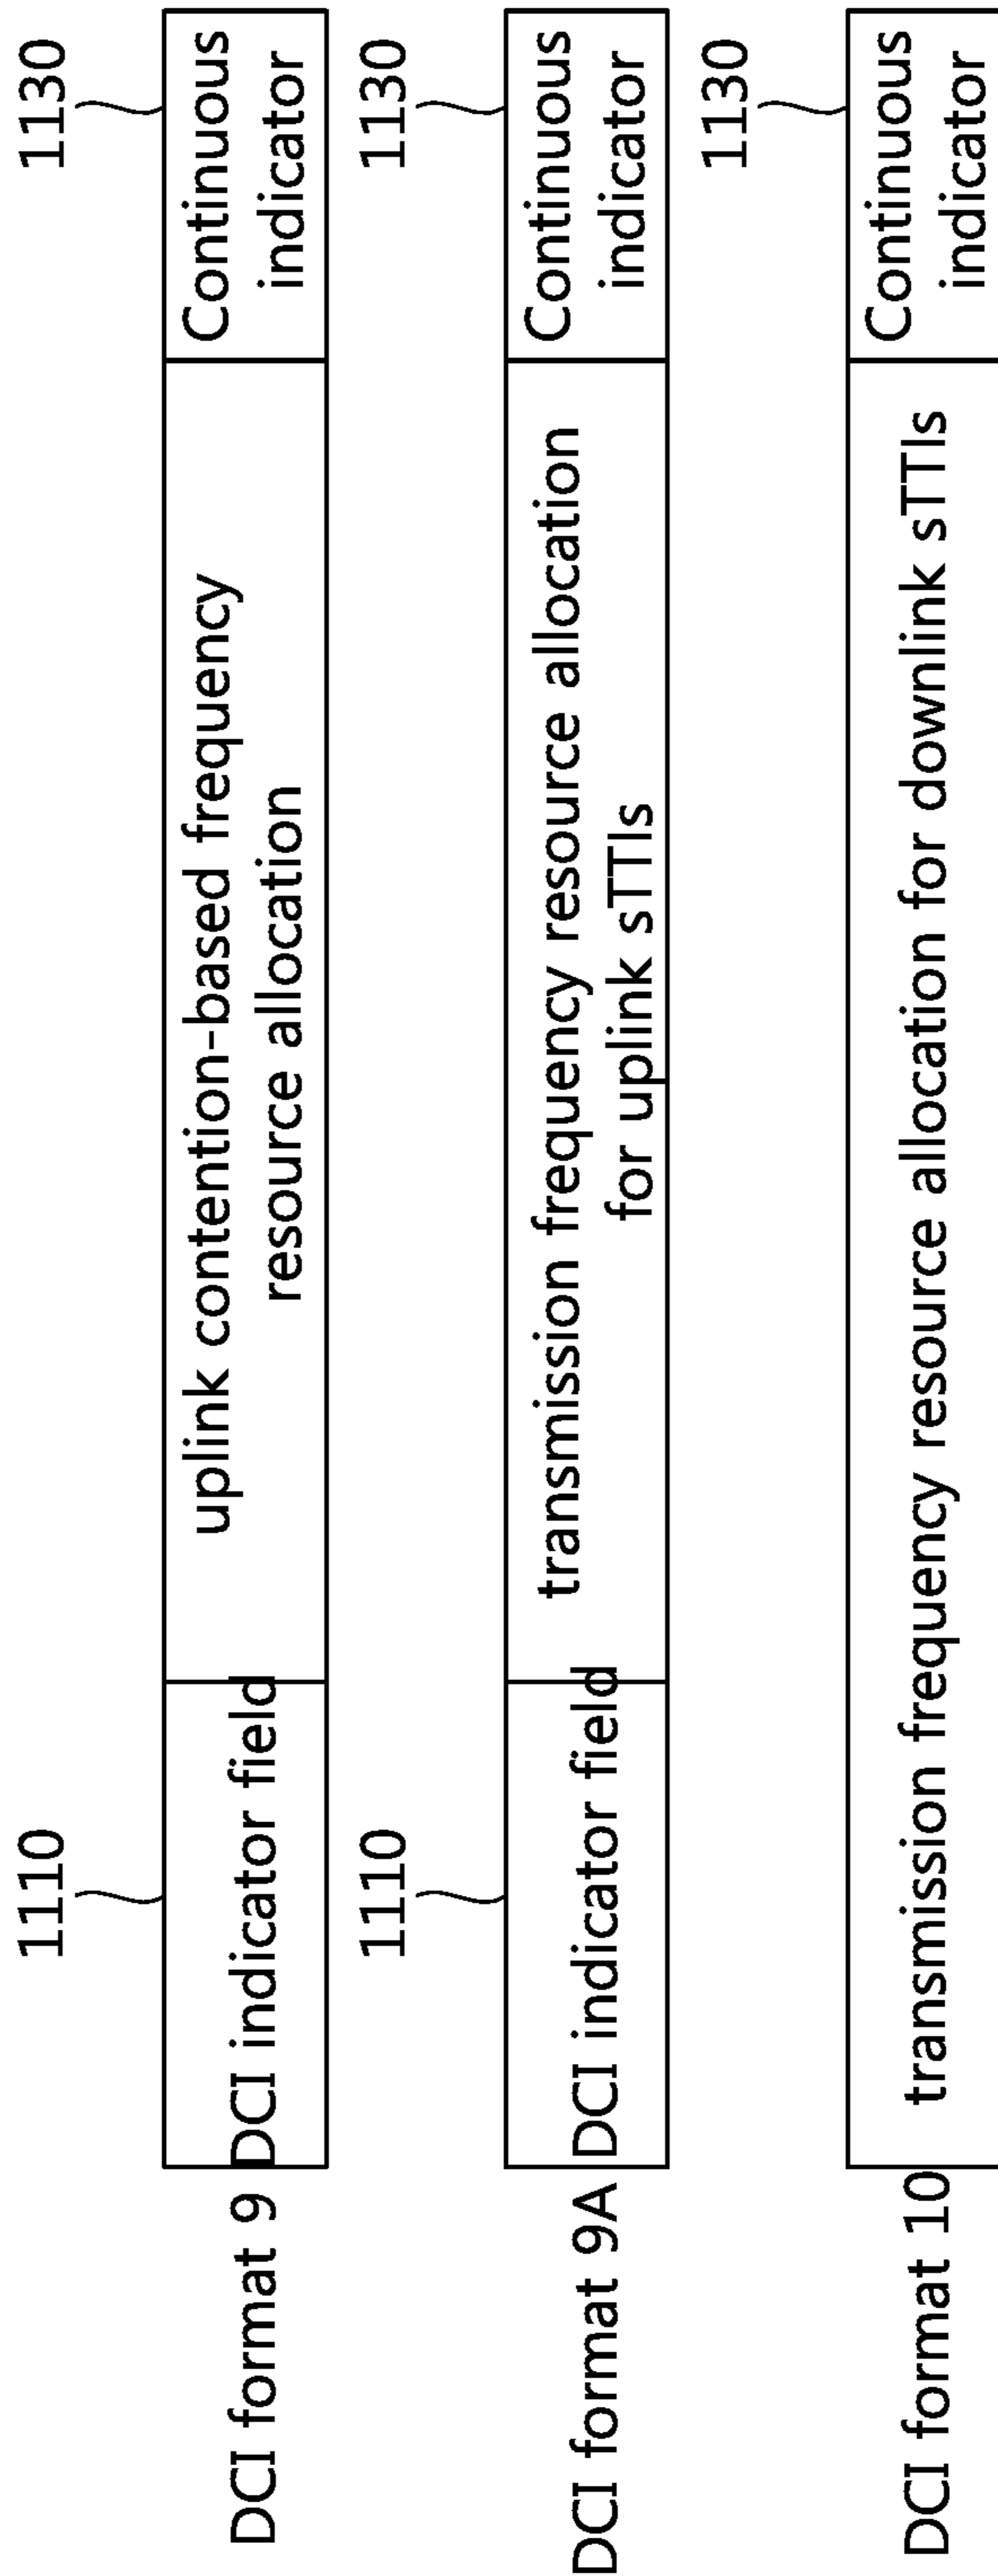 1110
1130
DCI format 9
DCI indicator field
uplink contention-based frequency
resource allocation
Continuous
indicator
1110
1130
DCI format 9A
DCI indicator field
transmission frequency resource allocation
for uplink sTTIs
Continuous
indicator
1130
DCI format 10
transmission frequency resource allocation for downlink sTTIs
Continuous
indicator